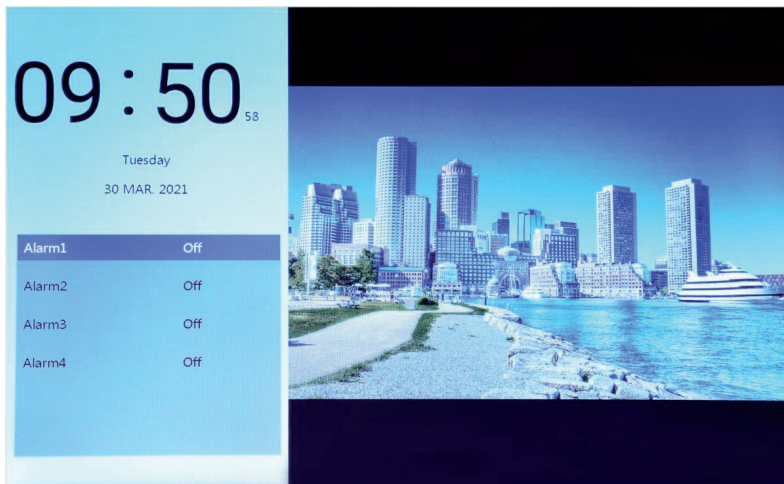 09 : 50 58
Tuesday
30 MAR. 2021
Alarm1 Off
Alarm2 Off
Alarm3 Off
Alarm4 Off